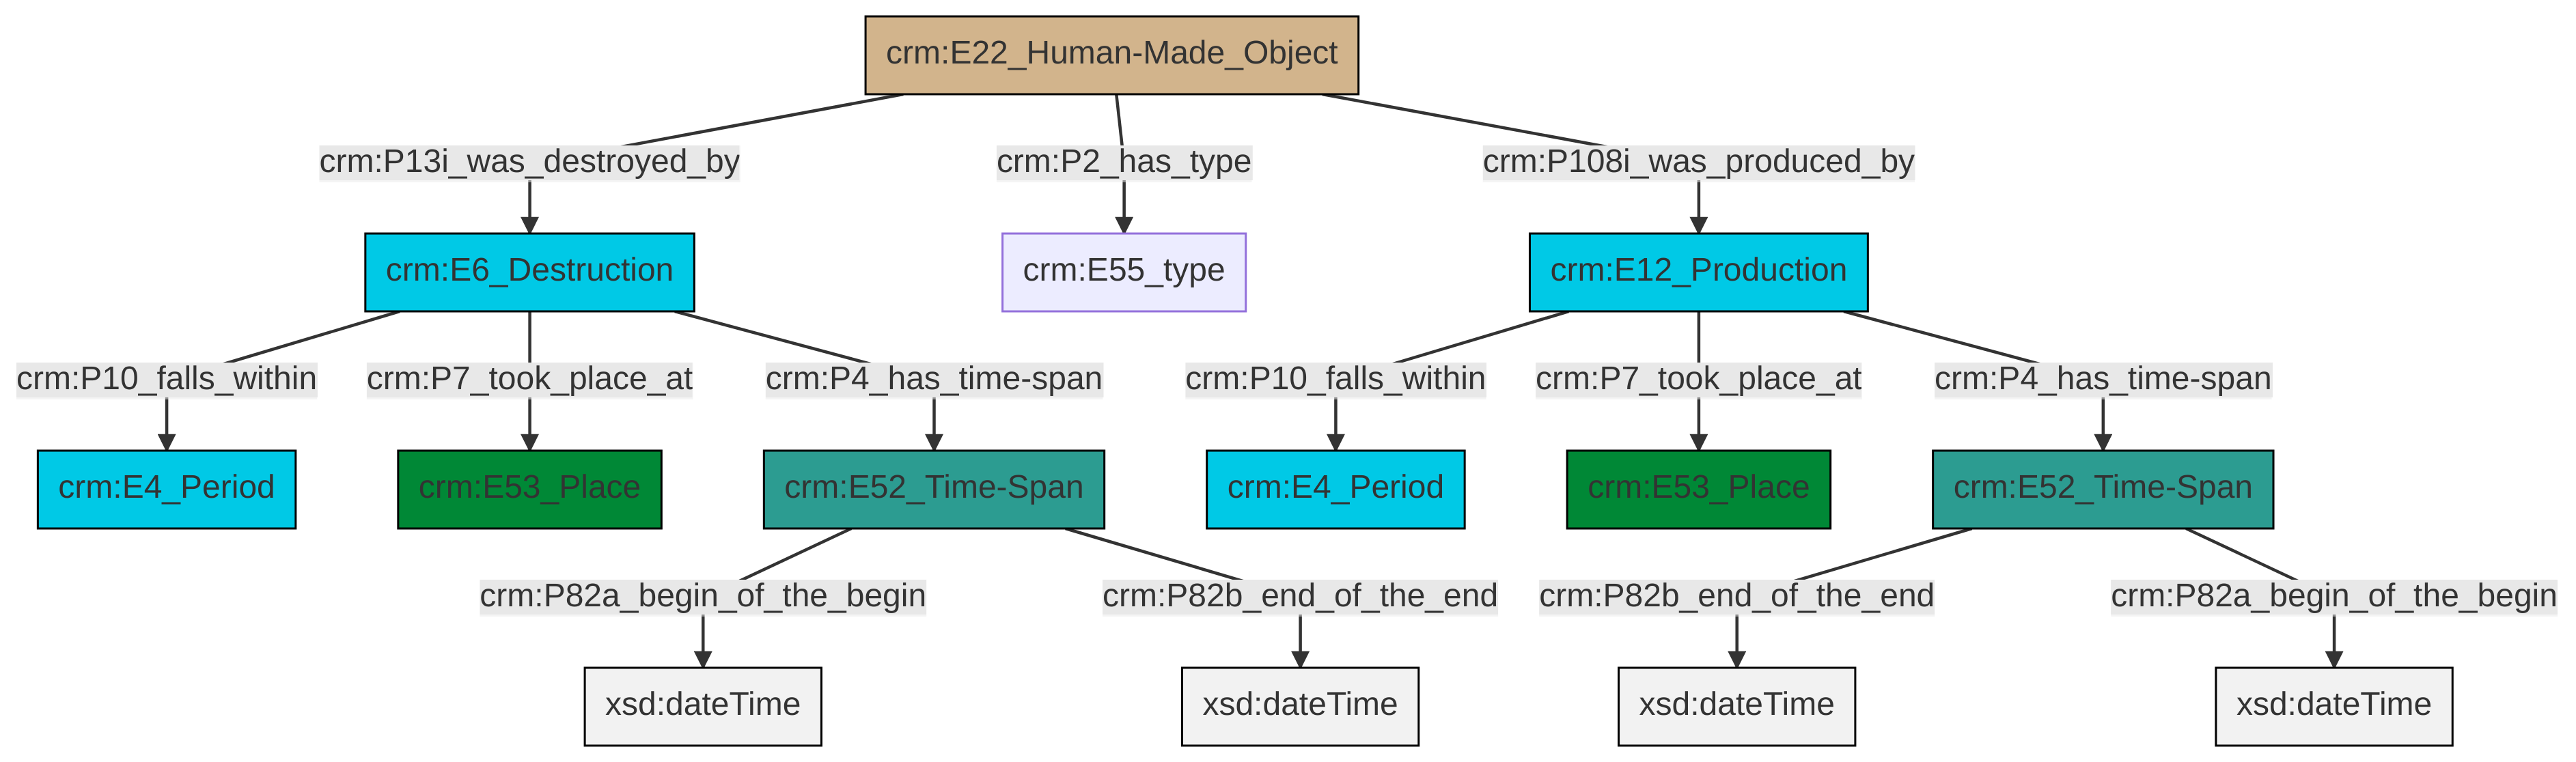 crm:E22_Human-Made_Object
crm:P13i_was_destroyed_by
crm:P2_has_type
crm:P108i_was_produced_by
crm:E6_Destruction
crm:E55_type
crm:E12_Production
crm:P10_falls_within
crm:P7_took_place_at
crm:P4_has_time-span
crm:P10_falls_within
crm:P7_took_place_at
crm:P4_has_time-span
crm:E4_Period
crm:E53_Place
crm:E52_Time-Span
crm:E4_Period
crm:E53_Place
crm:E52_Time-Span
crm:P82a_begin_of_the_begin
crm:P82b_end_of_the_end
crm:P82b_end_of_the_end
crm:P82a_begin_of_the_begin
xsd:dateTime
xsd:dateTime
xsd:dateTime
xsd:dateTime